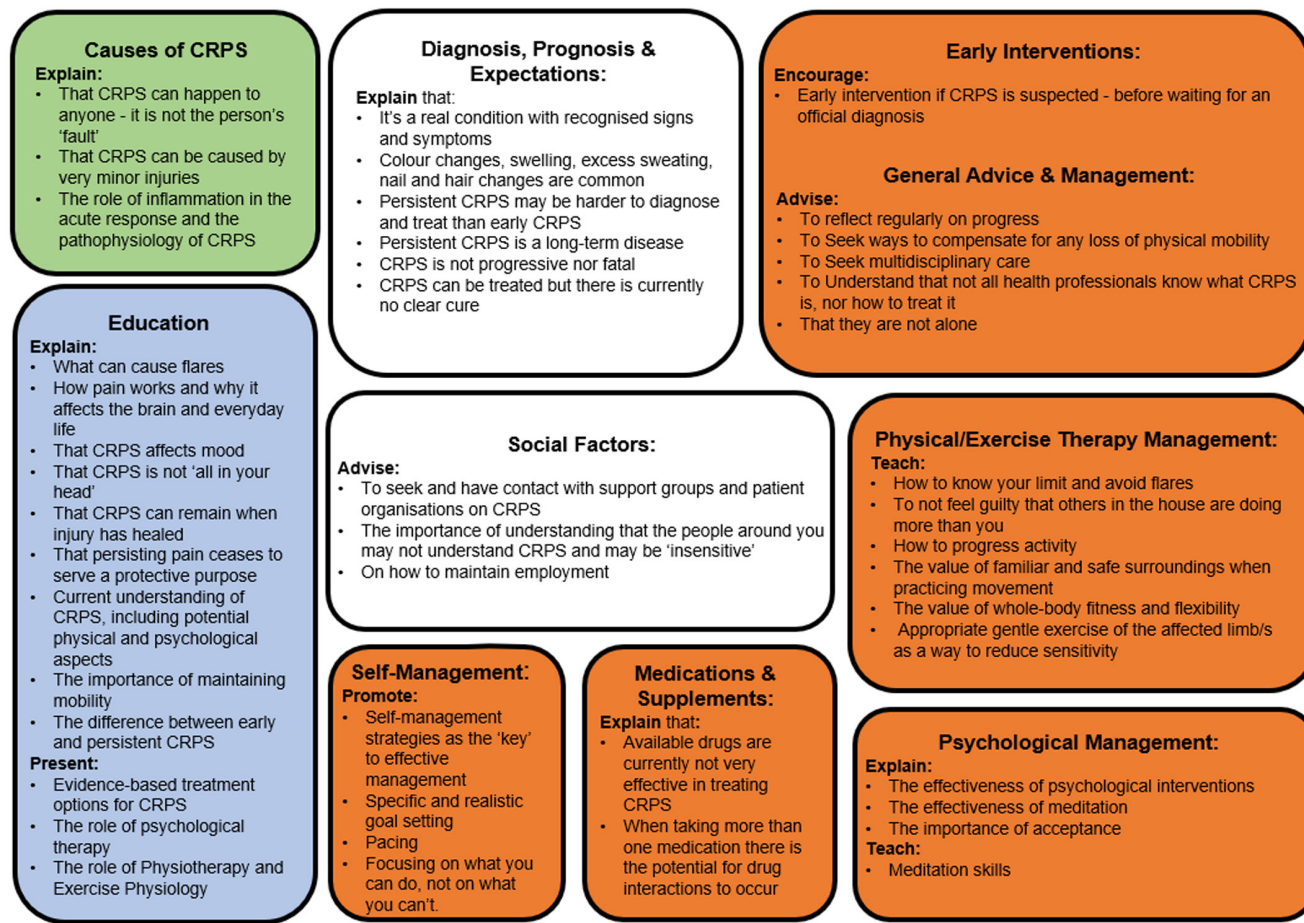 Causes of CRPS
Explain:
• That CRPS can happen to
anyone - it is not the person's
'fault'
• That CRPS can be caused by
very minor injuries
• The role of inflammation in the
acute response and the
pathophysiology of CRPS
Education
Explain:
• What can cause flares
• How pain works and why it
affects the brain and everyday
life
• That CRPS affects mood
• That CRPS is not 'all in your
head'
• That CRPS can remain when
injury has healed
• That persisting pain ceases to
serve a protective purpose
• Current understanding of
CRPS, including potential
physical and psychological
aspects
• The importance of maintaining
mobility
• The difference between early
and persistent CRPS
Present:
• Evidence-based treatment
options for CRPS
• The role of psychological
therapy
• The role of Physiotherapy and
Exercise Physiology
Diagnosis, Prognosis &
Expectations:
Explain that:
• It's a real condition with recognised signs
and symptoms
• Colour changes, swelling, excess sweating,
nail and hair changes are common
• Persistent CRPS may be harder to diagnose
and treat than early CRPS
• Persistent CRPS is a long-term disease
• CRPS is not progressive nor fatal
• CRPS can be treated but there is currently
no clear cure
Social Factors:
Advise:
• To seek and have contact with support groups and patient
organisations on CRPS
• The importance of understanding that the people around you
may not understand CRPS and may be 'insensitive'
• On how to maintain employment
Self-Management:
Promote:
• Self-management
strategies as the 'key'
to effective
management
• Specific and realistic
goal setting
• Pacing
• Focusing on what you
can do, not on what
you can't.
Medications &
Supplements:
Explain that:
• Available drugs are
currently not very
effective in treating
CRPS
• When taking more than
one medication there is
the potential for drug
interactions to occur
Early Interventions:
Encourage:
• Early intervention if CRPS is suspected - before waiting for an
official diagnosis
General Advice & Management:
Advise:
• To reflect regularly on progress
• To Seek ways to compensate for any loss of physical mobility
• To Seek multidisciplinary care
• To Understand that not all health professionals know what CRPS
is, nor how to treat it
• That they are not alone
Physical/Exercise Therapy Management:
Teach:
• How to know your limit and avoid flares
• To not feel guilty that others in the house are doing
more than you
• How to progress activity
• The value of familiar and safe surroundings when
practicing movement
• The value of whole-body fitness and flexibility
• Appropriate gentle exercise of the affected limb/s
as a way to reduce sensitivity
Psychological Management:
Explain:
• The effectiveness of psychological interventions
• The effectiveness of meditation
• The importance of acceptance
Teach:
• Meditation skills